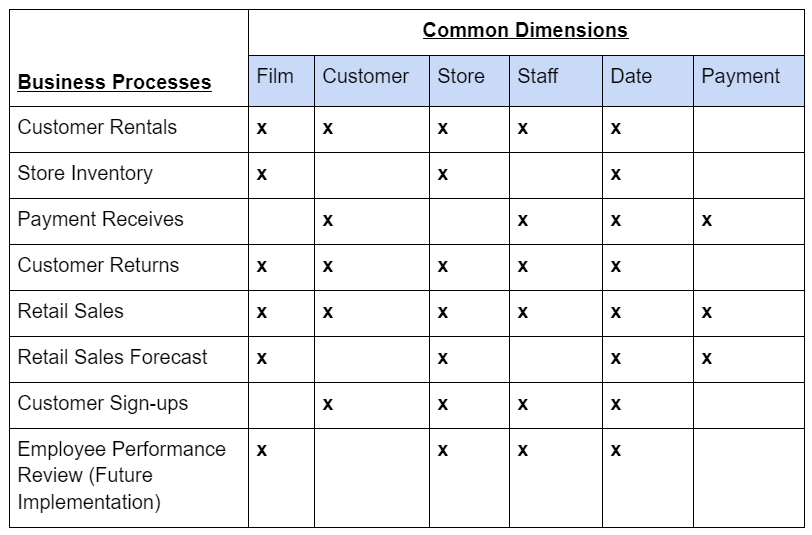 Common Dimensions
Business Processes
Film Customer Store Staff Date Payment
Customer Rentals x x x x x
Store Inventory x x x
Payment Receives x x x x
Customer Returns x x x x x
Retail Sales x x x x x x
Retail Sales Forecast x x x x
Customer Sign-ups x x x x
Employee Performance x x x x
Review (Future
Implementation)